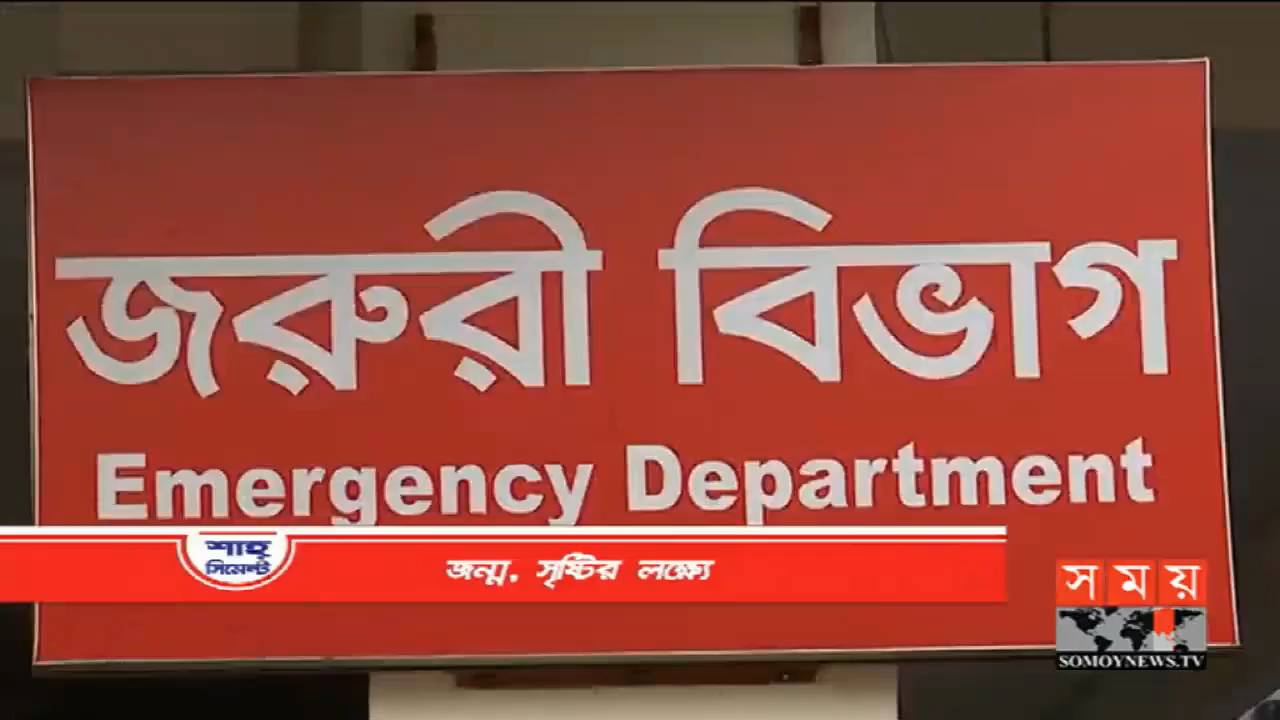 জরুরী বিভাগ
Emergency Department
শাহ্
সিমেন্ট
জন্ম. সৃষ্টির লক্ষ্যে
সময়
SOMOYNEWS.TV